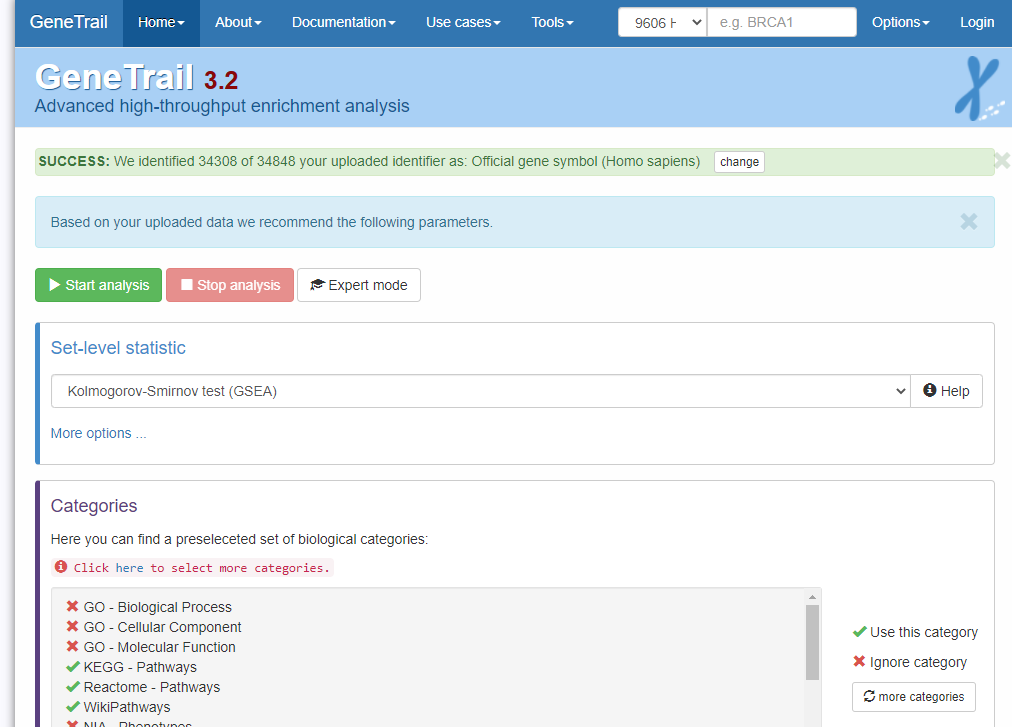 GeneTrail Home About Documentation Use cases Tools 9606 e.g. BRCA1 Options Login
GeneTrail 3.2
Advanced high-throughput enrichment analysis
SUCCESS: We identified 34308 of 34848 your uploaded identifier as: Official gene symbol (Homo sapiens) change
Based on your uploaded data we recommend the following parameters.
Start analysis Stop analysis Expert mode
Set-level statistic
Kolmogorov-Smirnov test (GSEA) Help
More options ...
Categories
Here you can find a preseleceted set of biological categories:
Click here to select more categories.
GO - Biological Process
GO - Cellular Component
GO - Molecular Function
KEGG - Pathways
Reactome - Pathways
WikiPathways
NIA - Phenotypes
Use this category
Ignore category
more categories